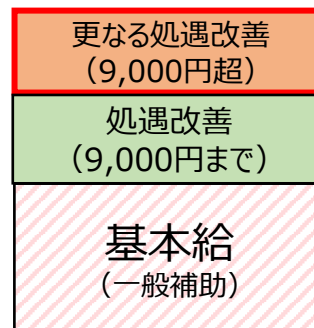 更なる処遇改善
（9,000円超）
処遇改善
（9,000円まで）
基本給
（一般補助）